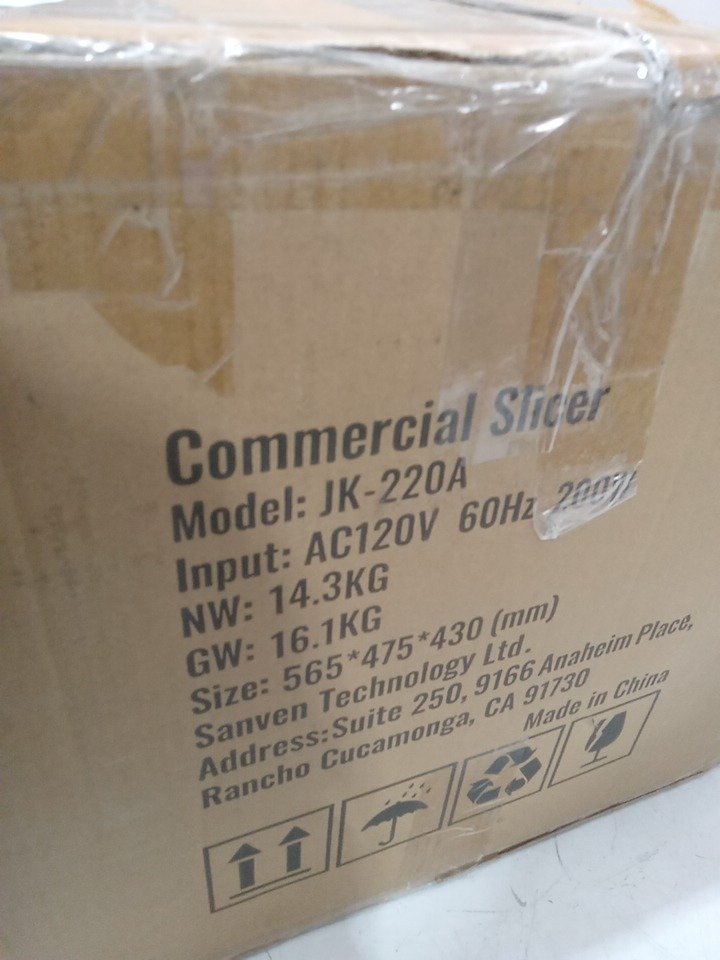 Commercial Slicer
Model: JK-220A
Input: AC120V 60Hz 200W
NW: 14.3KG
GW: 16.1KG
Size: 565*475*430 (mm)
Sanven Technology Ltd.
Address:Suite 250, 9166 Anaheim Place,
Rancho Cucamonga, CA 91730
Made in China